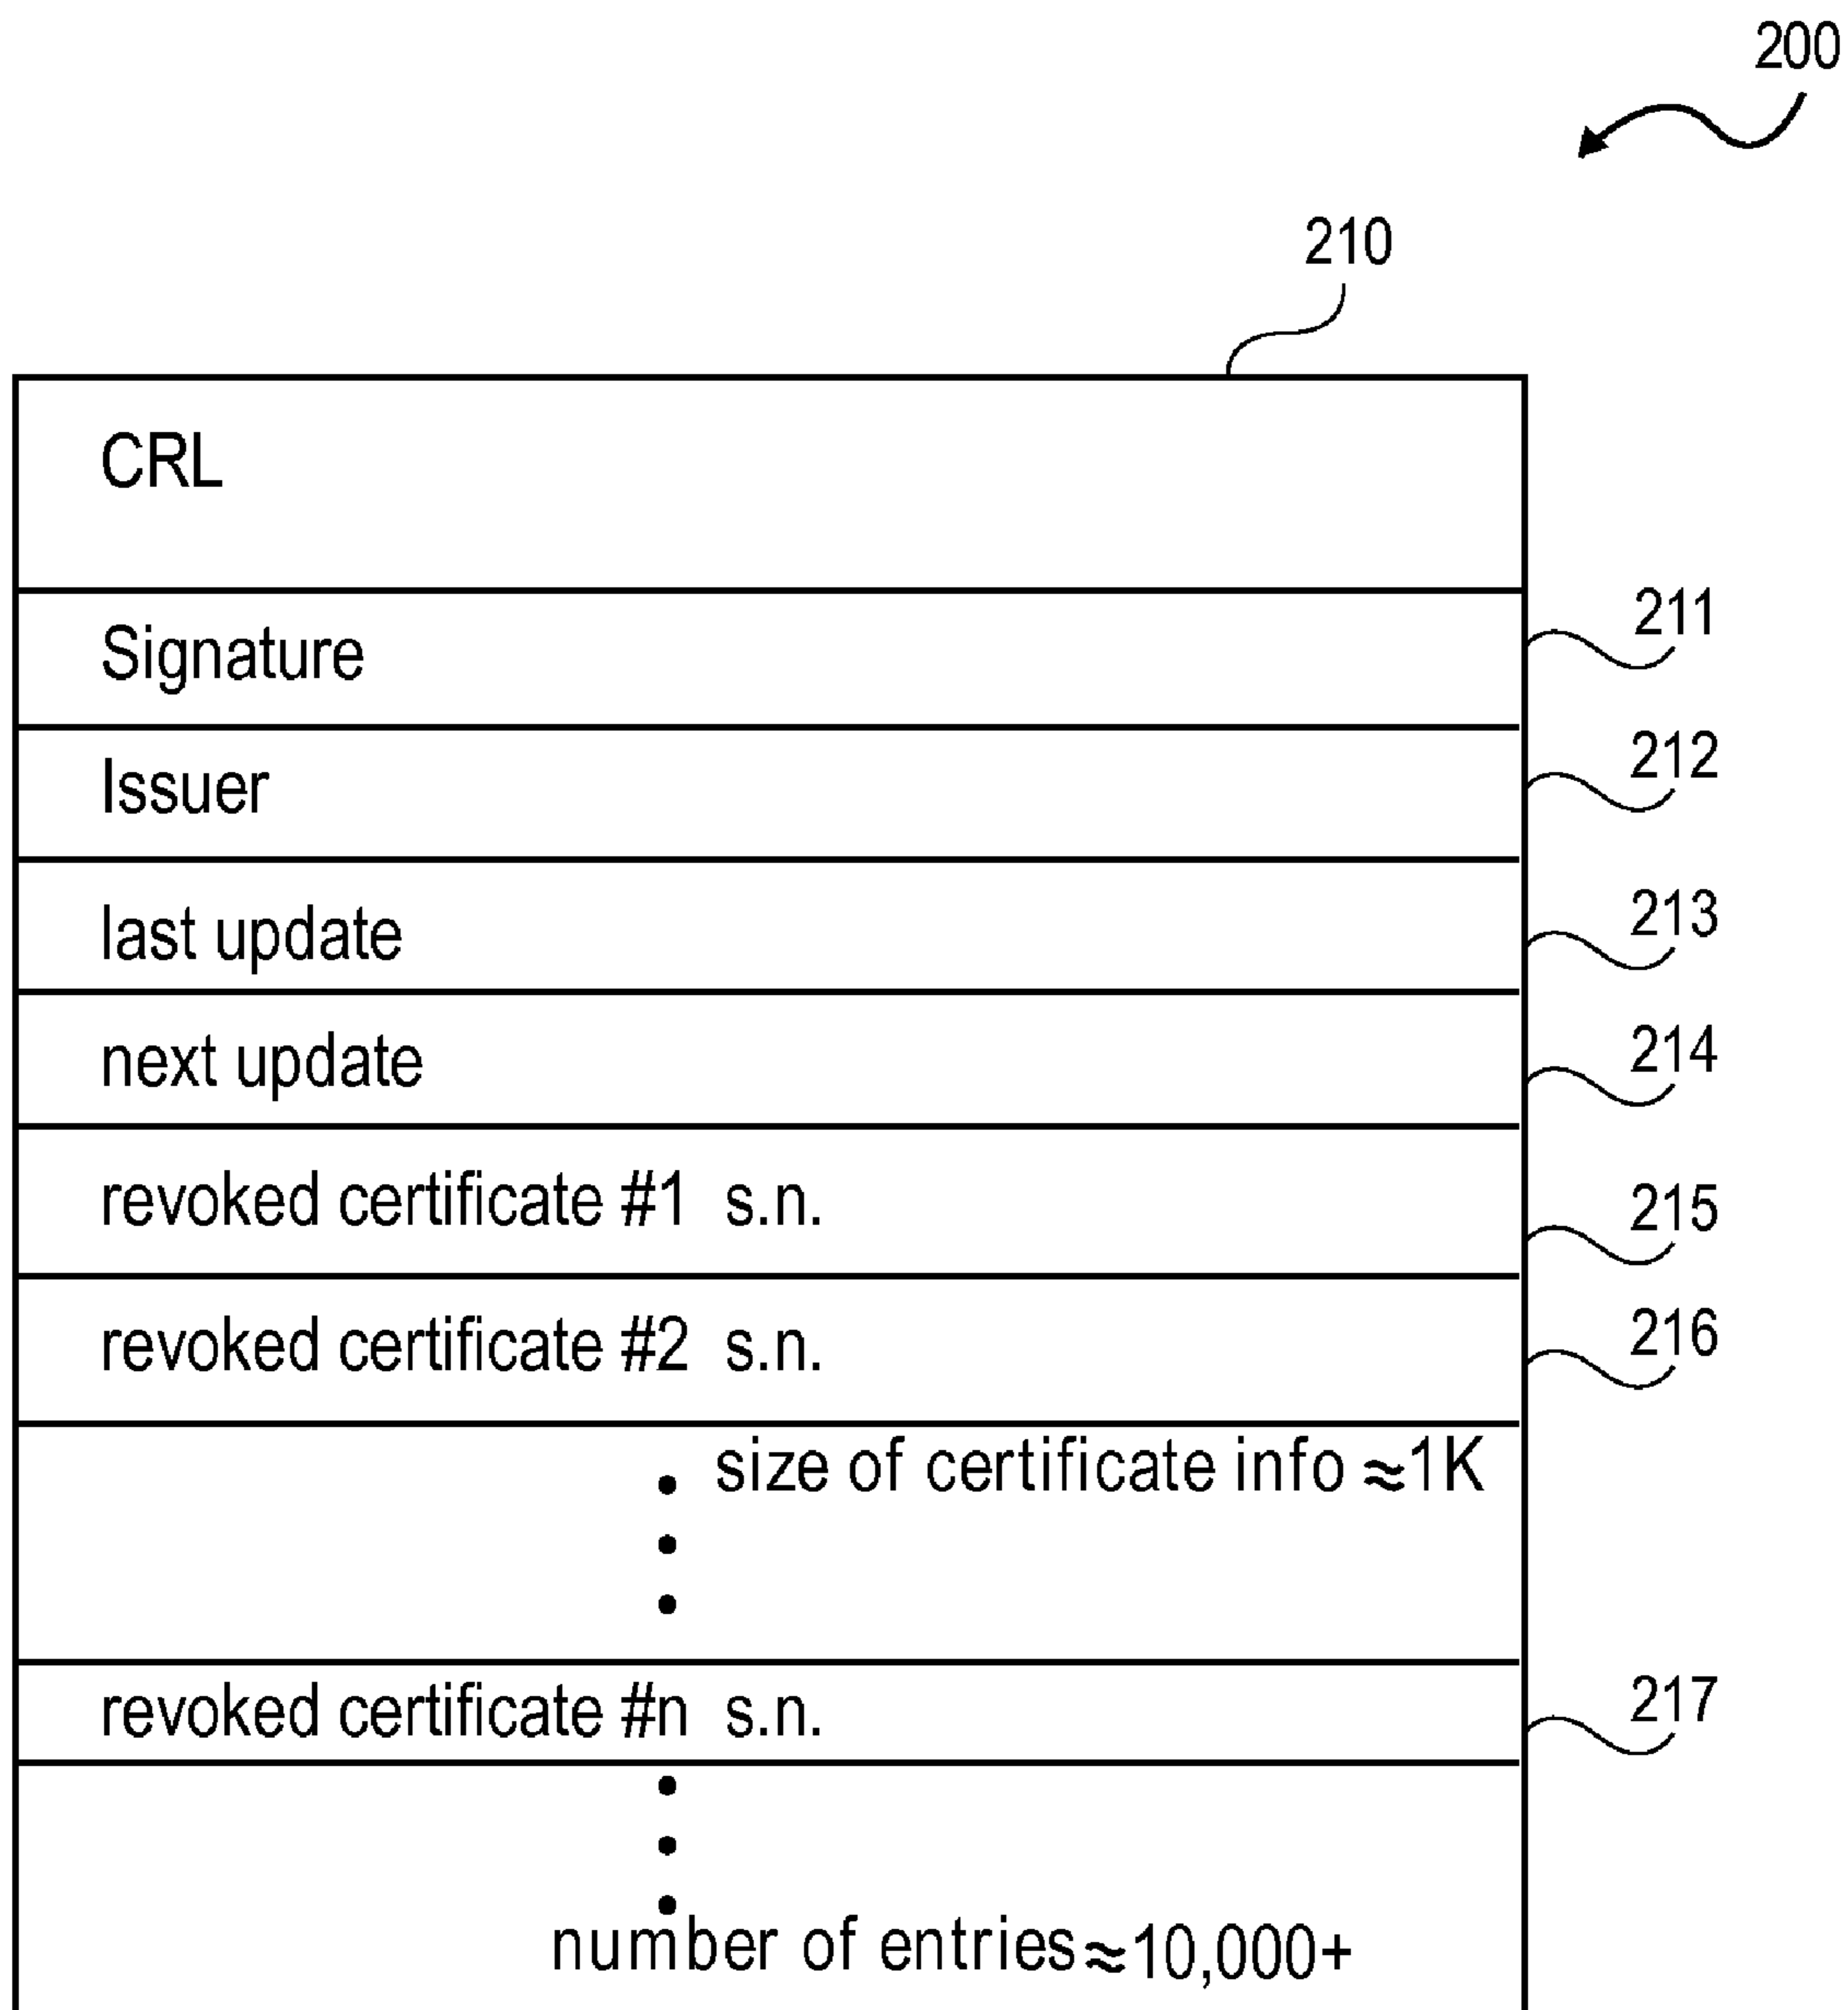 200
210
CRL
Signature 211
Issuer 212
last update 213
next update 214
revoked certificate #1 s.n. 215
revoked certificate #2 s.n. 216
size of certificate info ≈1K
revoked certificate #n s.n. 217
number of entries≈10,000+